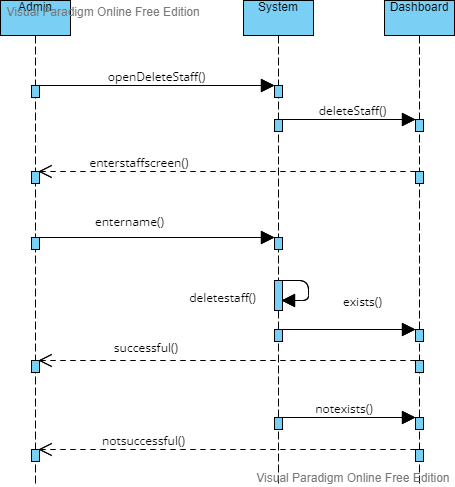 Admin
System
Dashboard
Visual Paradigm Online Free Edition
openDeleteStaff()
deleteStaff()
enterstaffscreen()
entername()
deletestaff()
exists()
successful()
notexists()
notsuccessful()
Visual Paradigm Online Free Edition